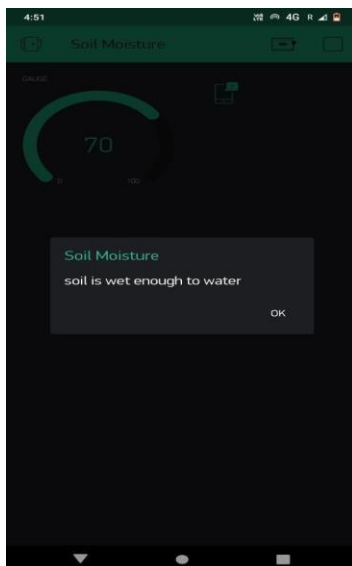 4:51
4G R
Soil Moisture
GAUGE
70
0 100
Soil Moisture
soil is wet enough to water
OK